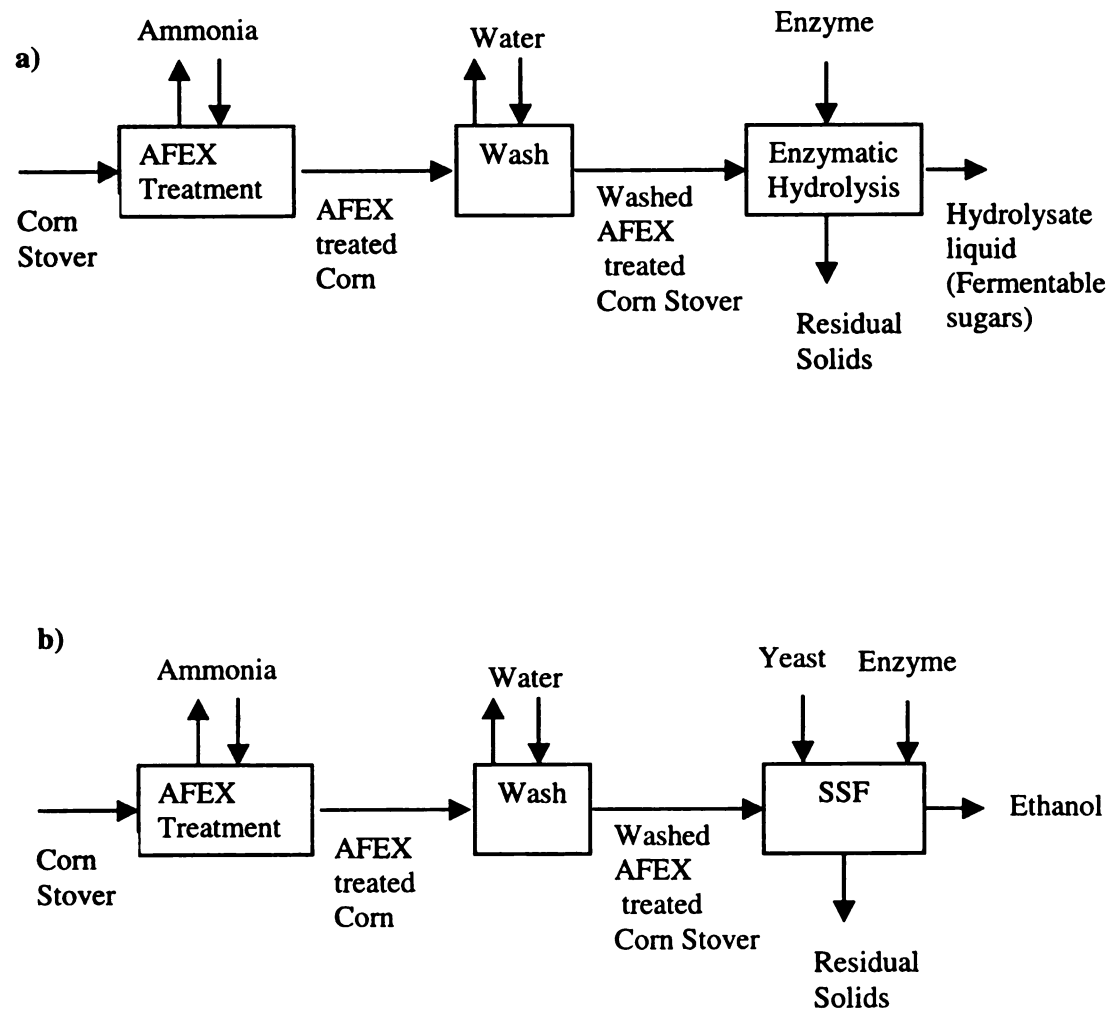 a)
Ammonia
Water
Enzyme
AFEX
Treatment
Wash
Enzymatic
Hydrolysis
Corn
Stover
AFEX
treated
Corn
Washed
AFEX
treated
Corn Stover
Hydrolysate
liquid
(Fermentable
sugars)
Residual
Solids
b)
Ammonia
Water
Yeast
Enzyme
AFEX
Treatment
Wash
SSF
Ethanol
Corn
Stover
AFEX
treated
Corn
Washed
AFEX
treated
Corn Stover
Residual
Solids